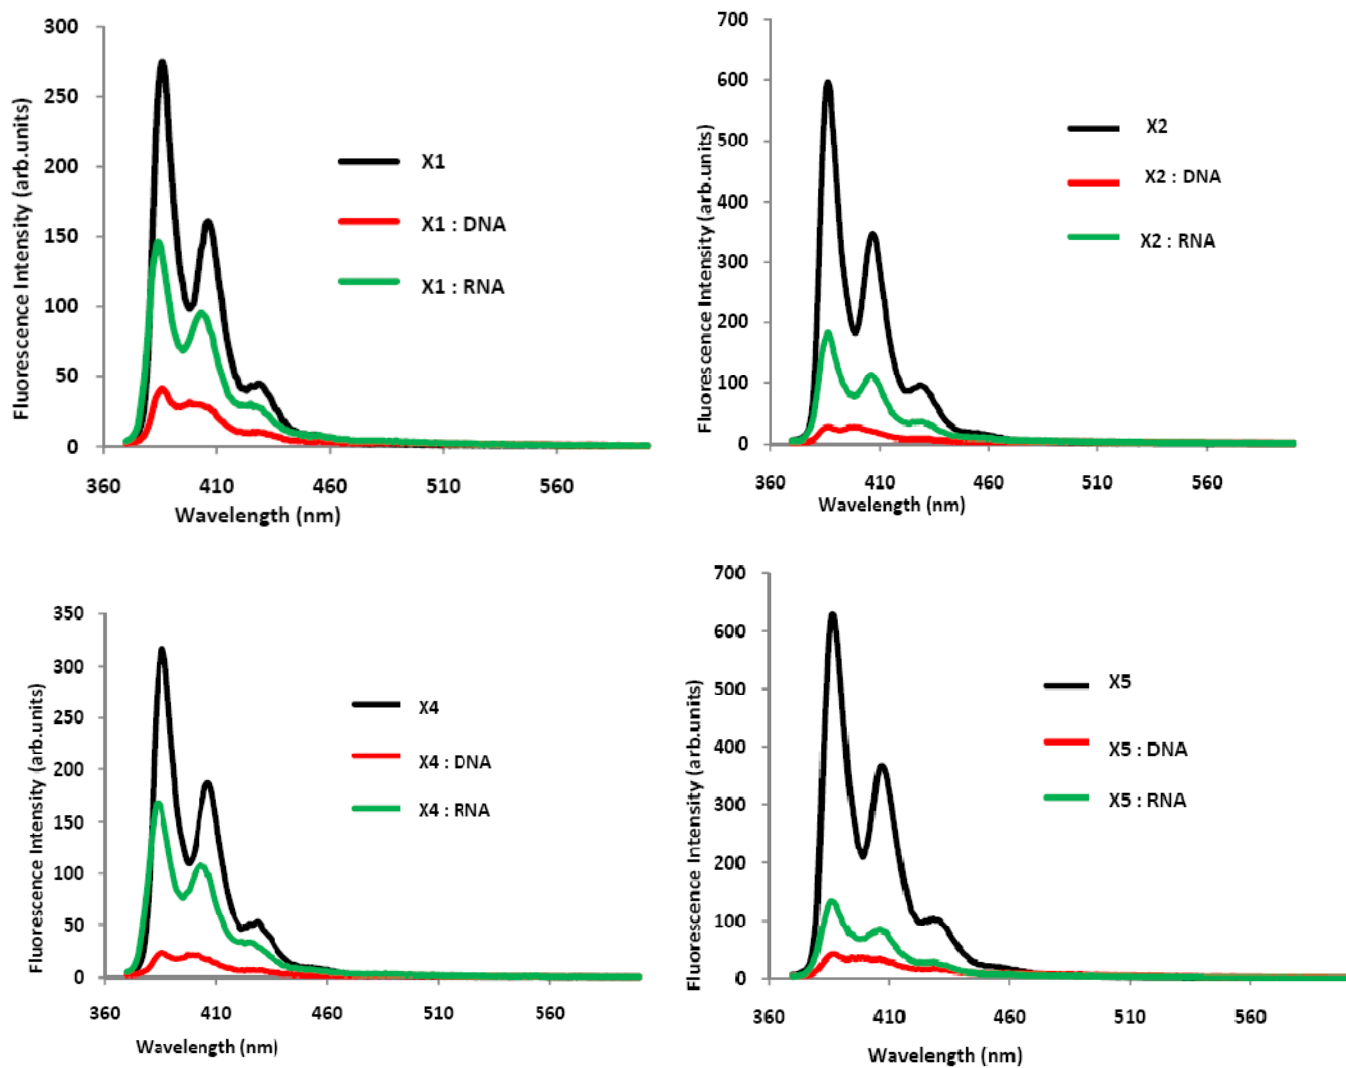 300
250
200
150
100
50
0
Fluorescence Intensity (arb.units)
X1
X1 : DNA
X1 : RNA
360 410 460 510 560
Wavelength (nm)
700
600
500
400
300
200
100
0
Fluorescence Intensity (arb.units)
X2
X2 : DNA
X2 : RNA
360 410 460 510 560
Wavelength (nm)
350
300
250
200
150
100
50
0
Fluorescence Intensity (arb.units)
X4
X4 : DNA
X4 : RNA
360 410 460 510 560
Wavelength (nm)
700
600
500
400
300
200
100
0
Fluorescence Intensity (arb.units)
X5
X5 : DNA
X5 : RNA
360 410 460 510 560
Wavelength (nm)